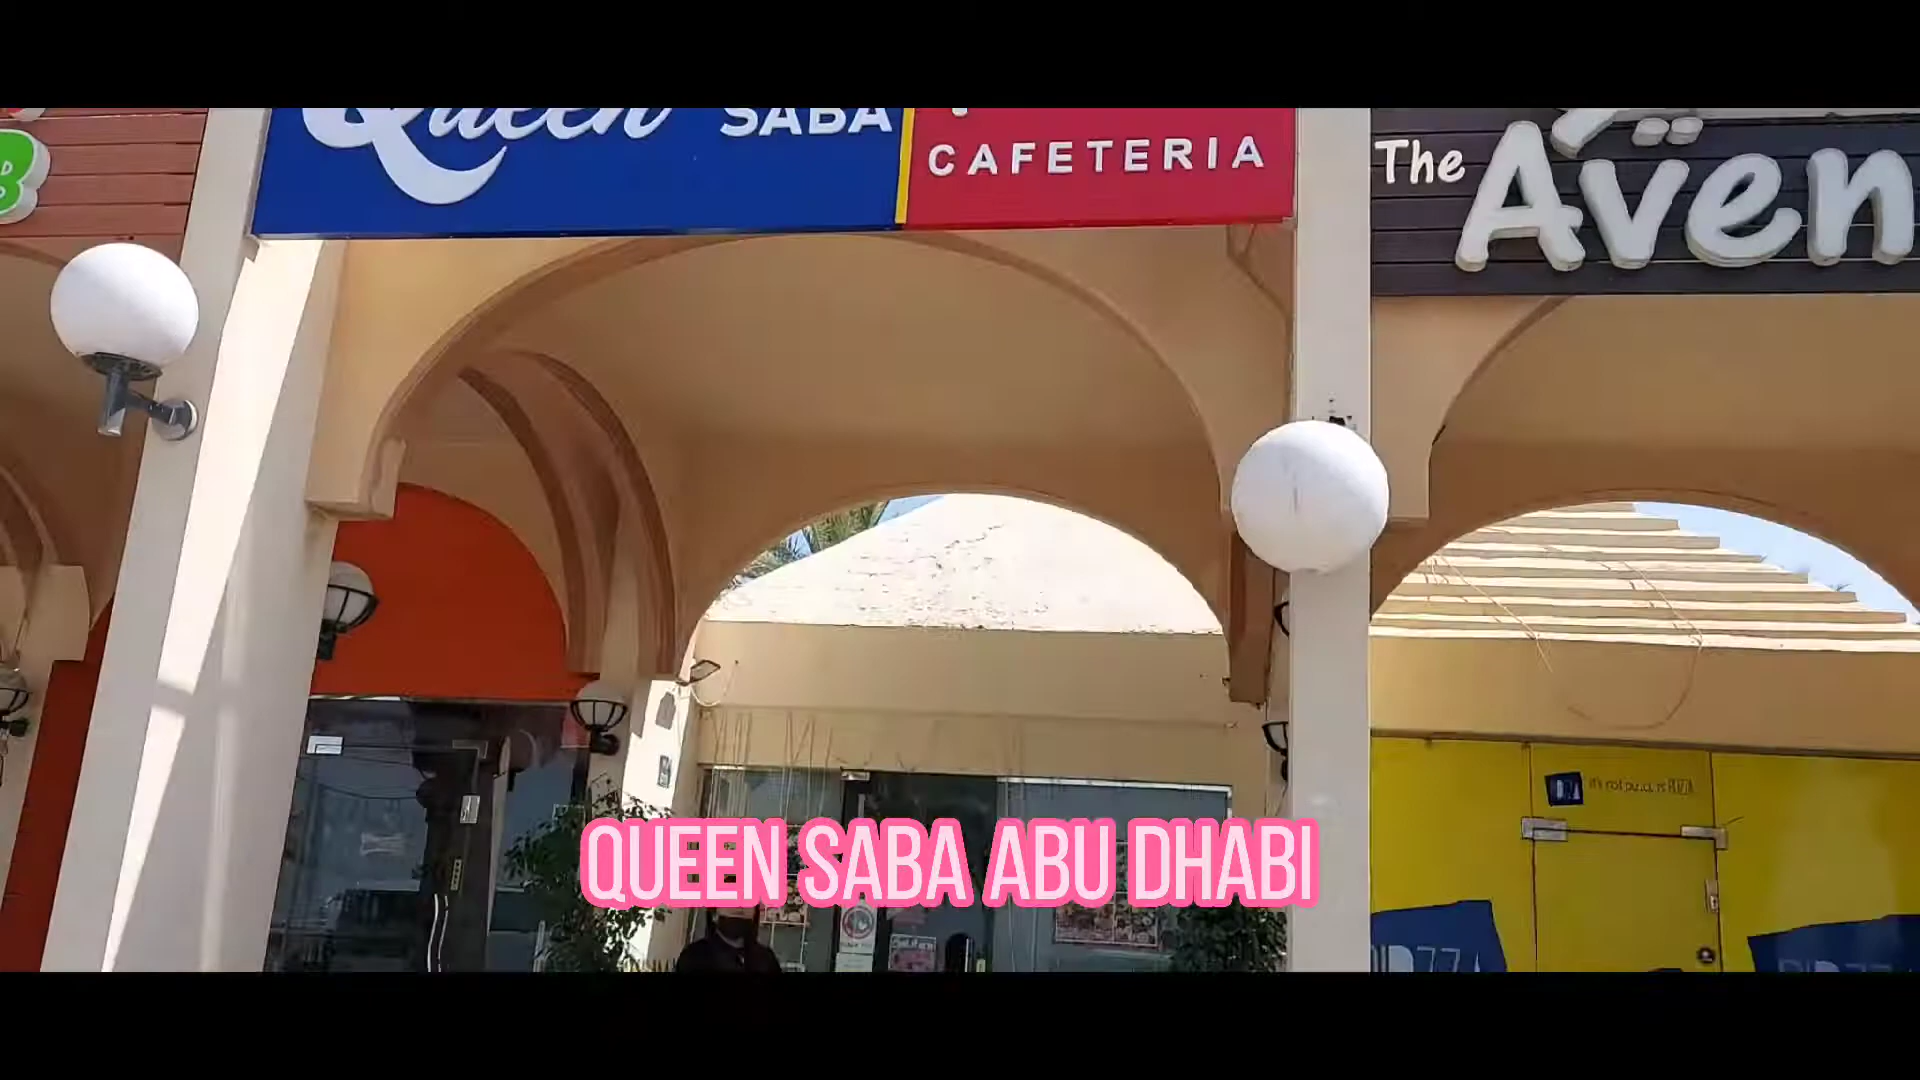 Queen SABA
CAFETERIA
The Aven
B
QUEEN SABA ABU DHABI